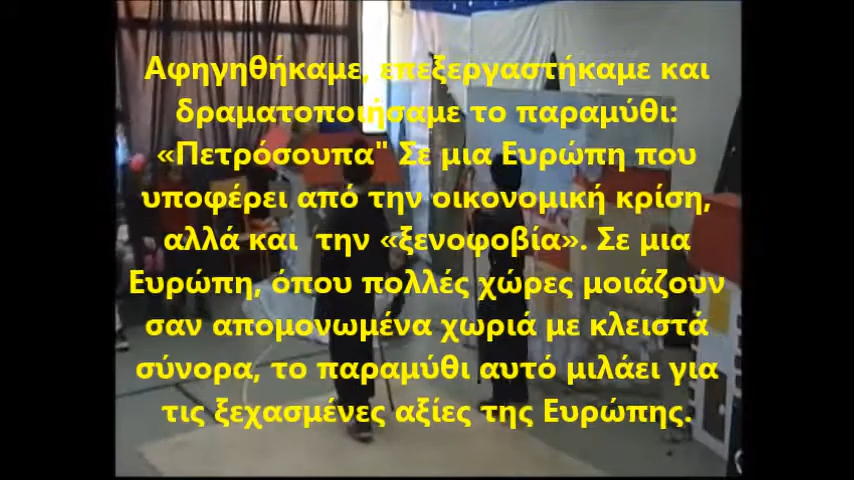 Αφηγηθήκαμε, επεξεργαστήκαμε και
δραματοποιήσαμε το παραμύθι:
«Πετρόσουπα" Σε μια Ευρώπη που
υποφέρει από την οικονομική κρίση,
αλλά και  την «ξενοφοβία». Σε μια
Ευρώπη, όπου πολλές χώρες μοιάζουν
σαν απομονωμένα χωριά με κλειστά
σύνορα, το παραμύθι αυτό μιλάει για
τις ξεχασμένες αξίες της Ευρώπης.